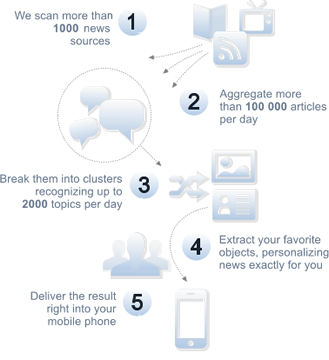 We scan more than
1000 news
sources
1
2
Aggregate more
than 100 000 articles
per day
Break them into clusters
recognizing up to
2000 topics per day
3
4
Extract your favorite
objects, personalizing
news exactly for you
Deliver the result
right into your
mobile phone
5